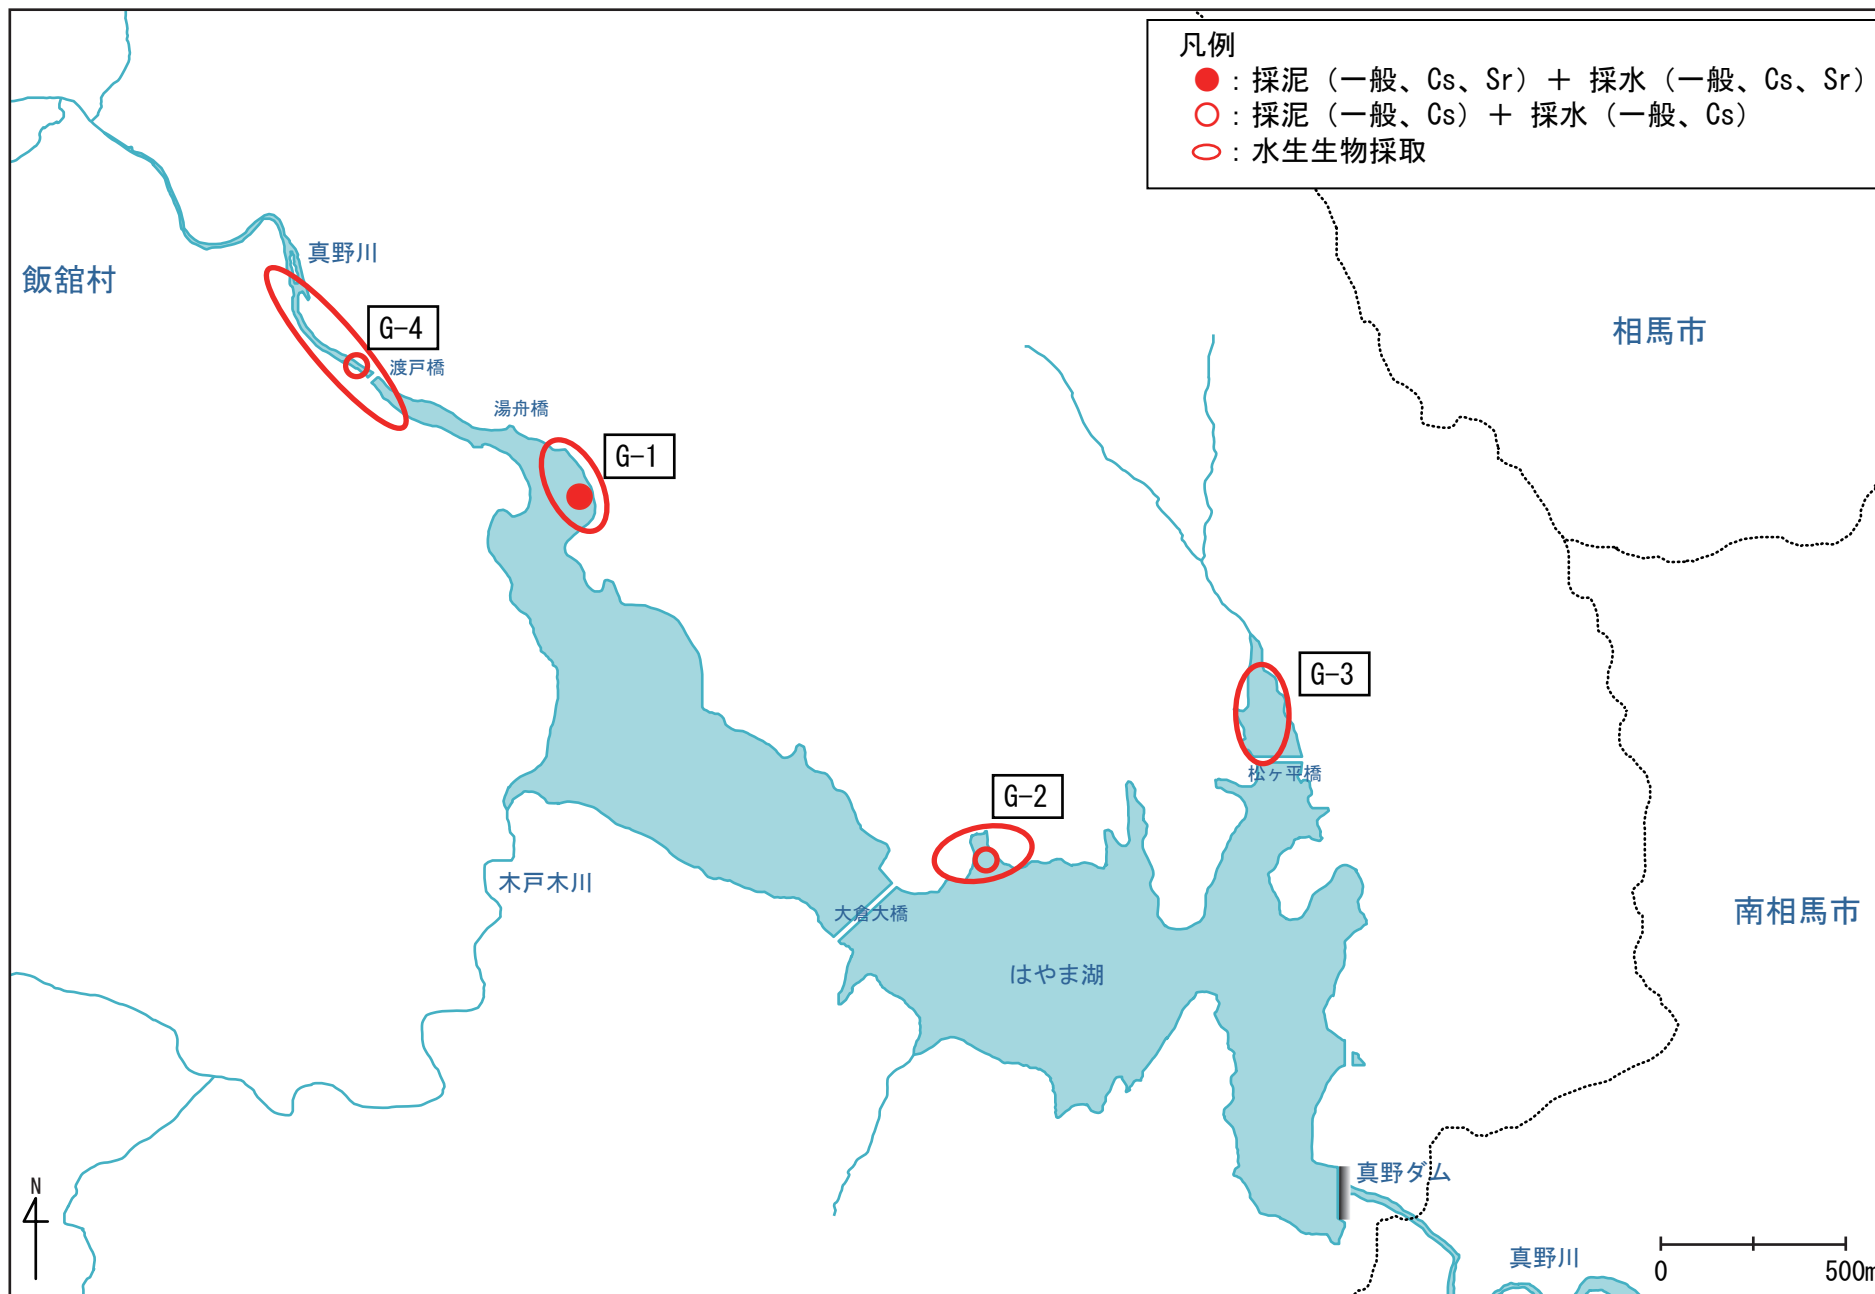 凡例
：採泥（一般、Cs、Sr）＋ 採水（一般、Cs、Sr）
：採泥（一般、Cs）＋ 採水（一般、Cs）
：水生生物採取
真野川
飯舘村
G-4
相馬市
渡戸橋
湯舟橋
G-1
G-3
松ヶ平橋
G-2
木戸木川
大倉大橋
南相馬市
はやま湖
真野ダム
N
真野川
0
500m